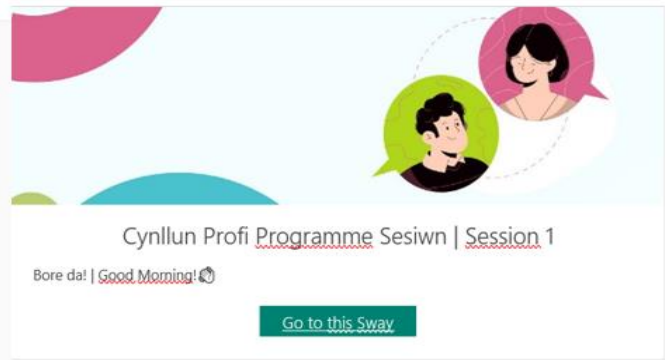 Cynllun Profi Programme Sesiwn | Session 1
Bore da! | Good Morning!👋
Go to this Sway